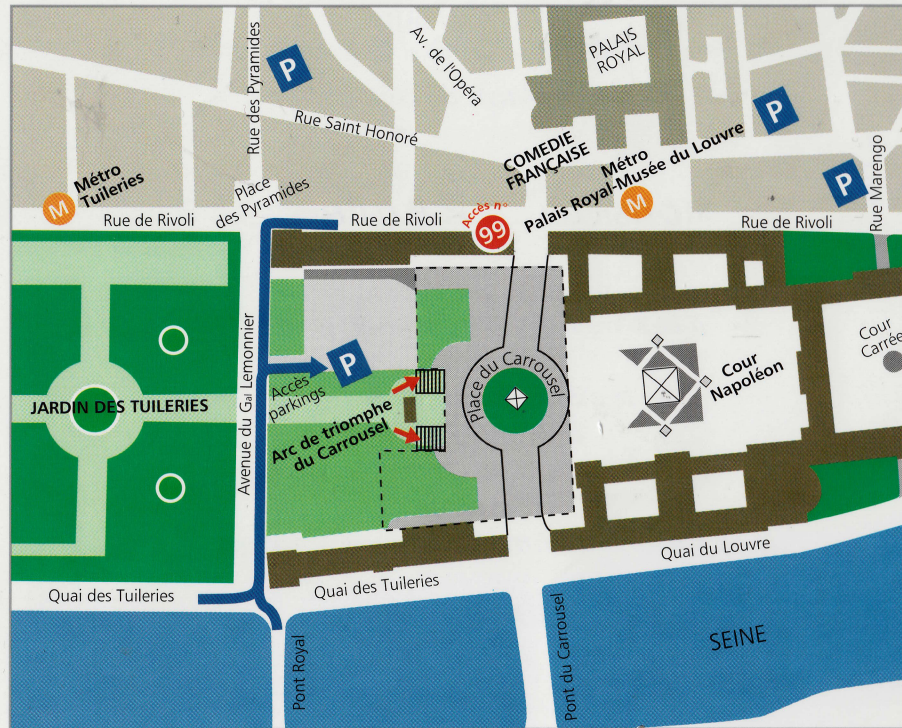 PALAIS
ROYAL
Av. de l'Opéra
Rue des Pyramides
P
Rue Saint Honoré
P
COMEDIE
FRANÇAISE
Métro
Palais Royal-Musée du Louvre
M
P
Rue Marengo
M
Métro
Tuileries
Place
des Pyramides
Rue de Rivoli
Rue de Rivoli
Accès n°
99
Rue de Rivoli
Avenue du Gal Lemonnier
P
Accès
parkings
Place du Carrousel
Cour
Napoléon
Cour
Carrée
JARDIN DES TUILERIES
Arc de triomphe
du Carrousel
Quai du Louvre
Quai des Tuileries
Quai des Tuileries
Pont Royal
Pont du Carrousel
SEINE